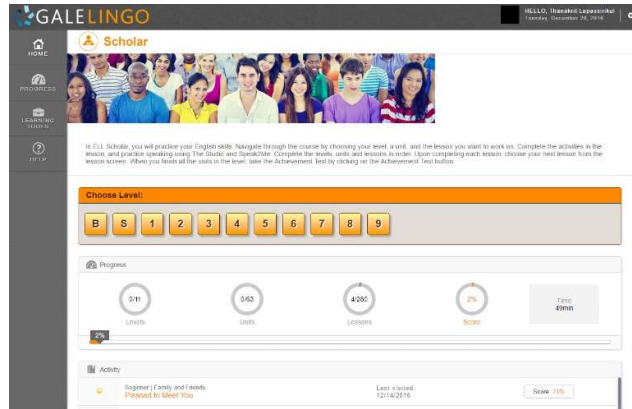 GALELINGO
HELLO, Thanakrit
HOME
PROGRESS
LEARNING TOOLS
HELP
Scholar
In ELL Scholar, you will practice your English skills. Navigate through the course by choosing your level, a unit, and the lesson you want to work on. Complete the activities in the
lesson, and practice speaking using The Studio and Speak2Me. Complete the levels, units and lessons in order. Upon completing each lesson, choose your next lesson from the
lesson screen. When you finish all the units in the level, take the Achievement Test by clicking on the Achievement Test button.
Choose Level:
B S 1 2 3 4 5 6 7 8 9
Progress
0/11
Levels
0/63
Units
4/280
Lessons
2%
Score
Time
49min
2%
Activity
Beginner | Family and Friends
Pleased to Meet You
Last visited
12/14/2016
Score 71%